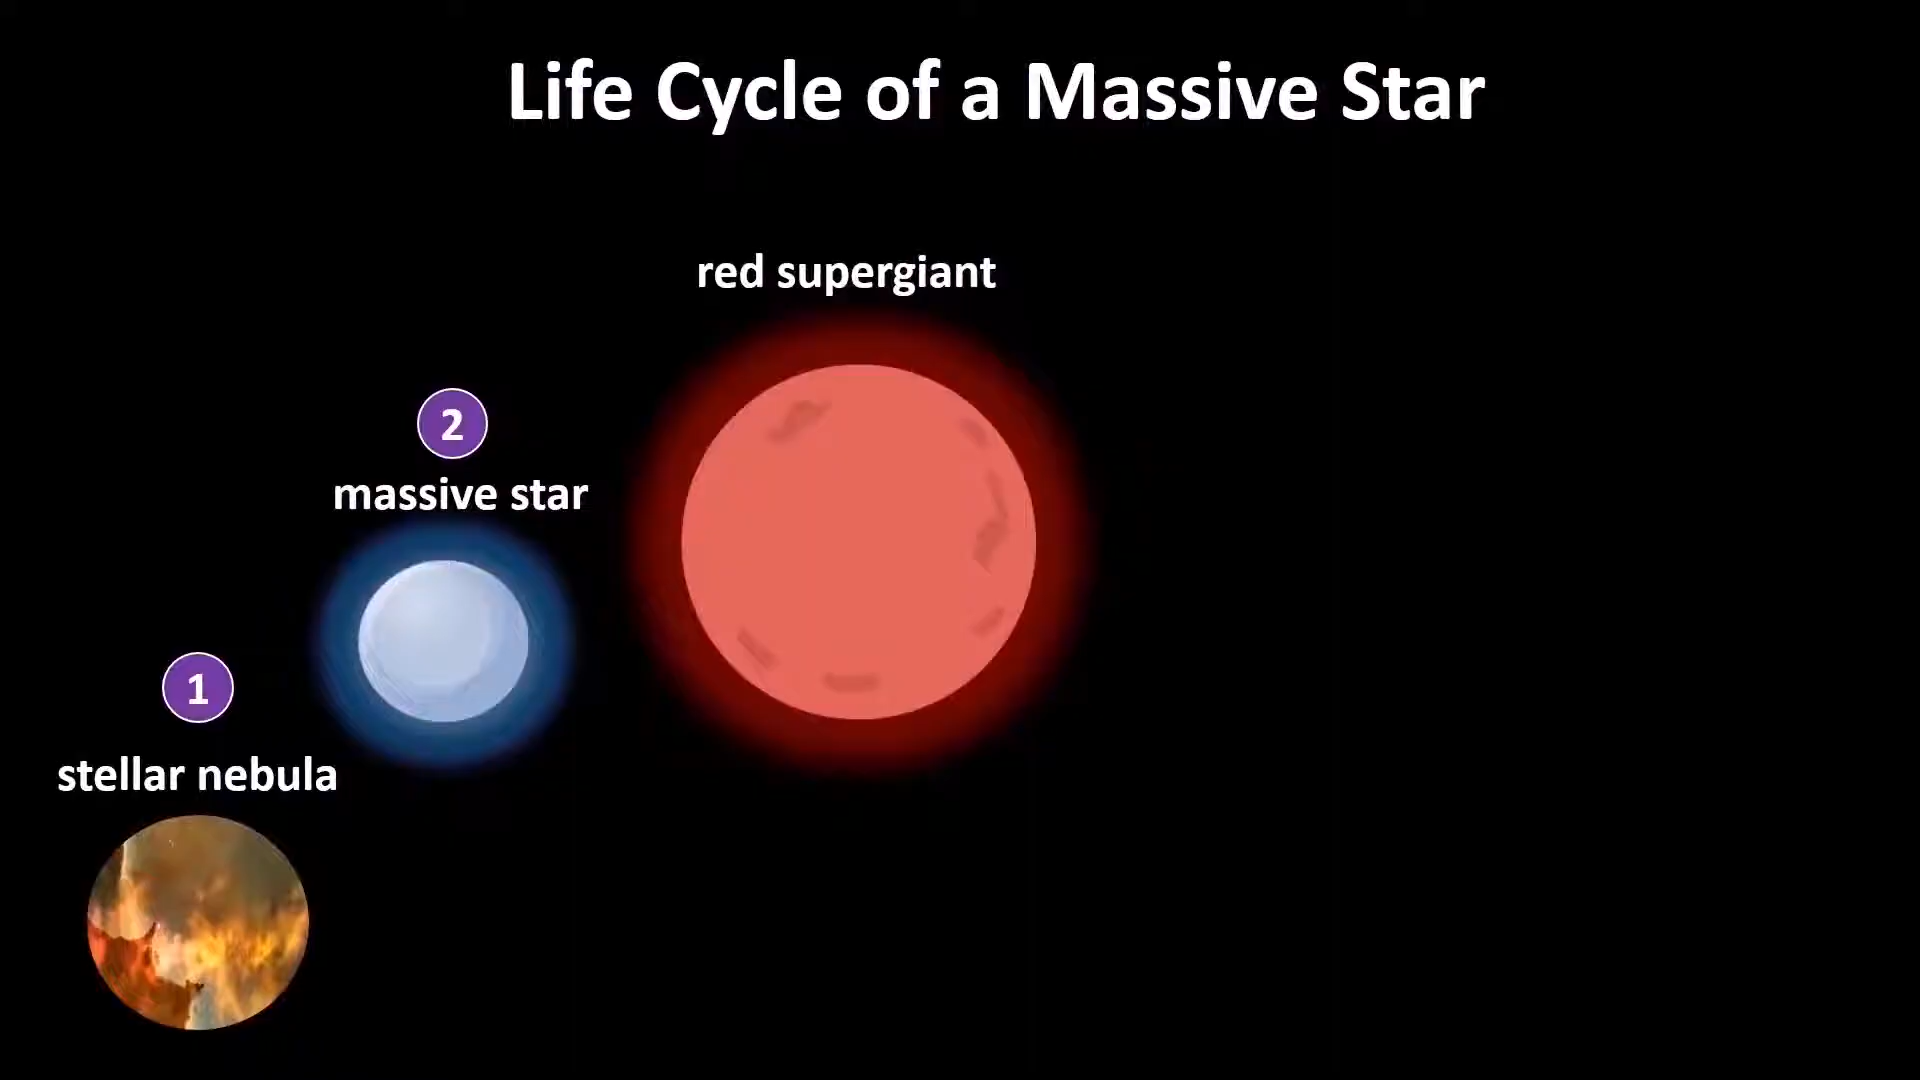 Life Cycle of a Massive Star
red supergiant
2
massive star
1
stellar nebula